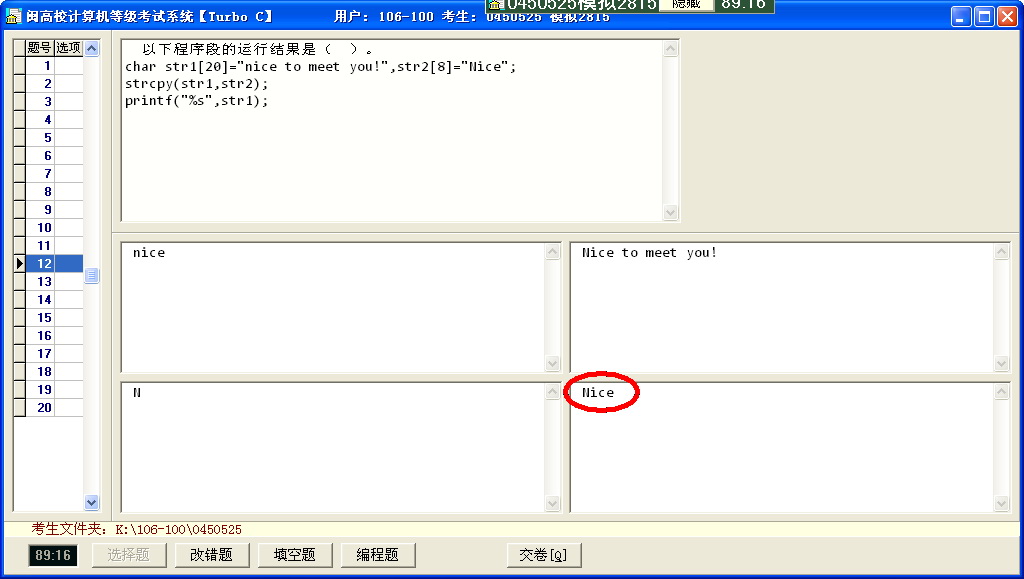 闽高校计算机等级考试系统【Turbo C】 用户: 106-100 考生: 0450525 模拟2815
0450525模拟2815 隐藏 89:16
题号 选项
以下程序段的运行结果是（ ）。
char str1[20]="nice to meet you!",str2[8]="Nice";
strcpy(str1,str2);
printf("%s",str1);
1
2
3
4
5
6
7
8
9
10
11
12
13
14
15
16
17
18
19
20
nice
Nice to meet you!
N
Nice
考生文件夹: K:\106-100\0450525
89:16 选择题 改错题 填空题 编程题 交卷[Q]